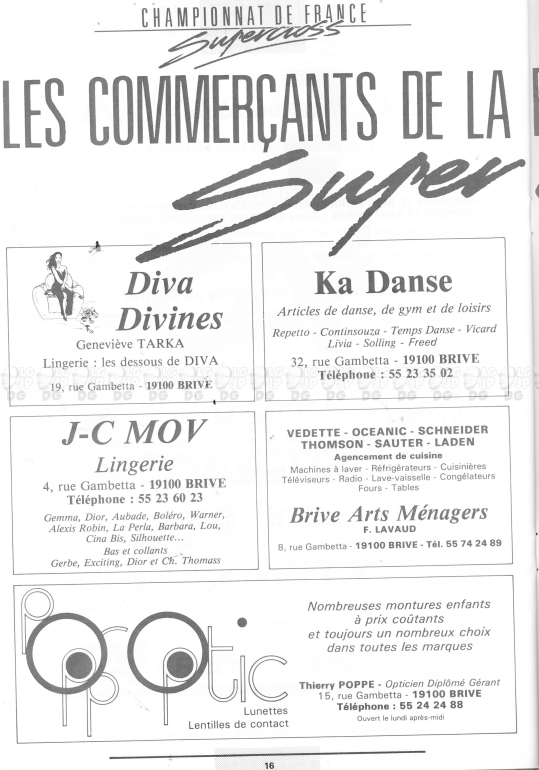 CHAMPIONNAT DE FRANCE
Supercross
LES COMMERÇANTS DE LA
Super
Diva
Divines
Geneviève TARKA
Lingerie : les dessous de DIVA
19, rue Gambetta - 19100 BRIVE
Ka Danse
Articles de danse, de gym et de loisirs
Repetto - Continsouza - Temps Danse - Vicard
Livia - Solling - Freed
32, rue Gambetta - 19100 BRIVE
Téléphone : 55 23 35 02
J-C MOV
Lingerie
4, rue Gambetta - 19100 BRIVE
Téléphone : 55 23 60 23
Gemma, Dior, Aubade, Boléro, Warner,
Alexis Robin, La Perla, Barbara, Lou,
Cina Bis, Silhouette...
Bas et collants
Gerbe, Exciting, Dior et Ch. Thomass
VEDETTE - OCEANIC - SCHNEIDER
THOMSON - SAUTER - LADEN
Agencement de cuisine
Machines à laver - Réfrigérateurs - Cuisinières
Téléviseurs - Radio - Lave-vaisselle - Congélateurs
Fours - Tables
Brive Arts Ménagers
F. LAVAUD
8, rue Gambetta - 19100 BRIVE - Tél. 55 74 24 89
Pop Optic
Lunettes
Lentilles de contact
Nombreuses montures enfants
à prix coûtants
et toujours un nombreux choix
dans toutes les marques
Thierry POPPE - Opticien Diplômé Gérant
15, rue Gambetta - 19100 BRIVE
Téléphone : 55 24 24 88
Ouvert le lundi après-midi
16